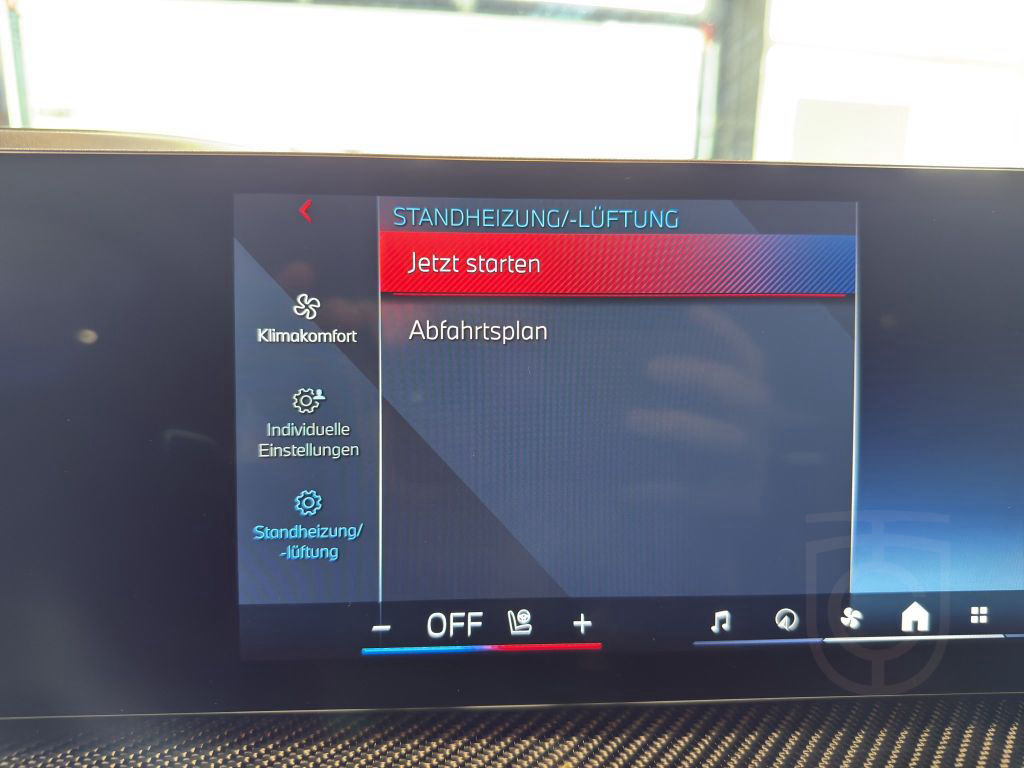 STANDHEIZUNG/-LÜFTUNG
Jetzt starten
Abfahrtsplan
Klimakomfort
Individuelle
Einstellungen
Standheizung/
-lüftung
− OFF +